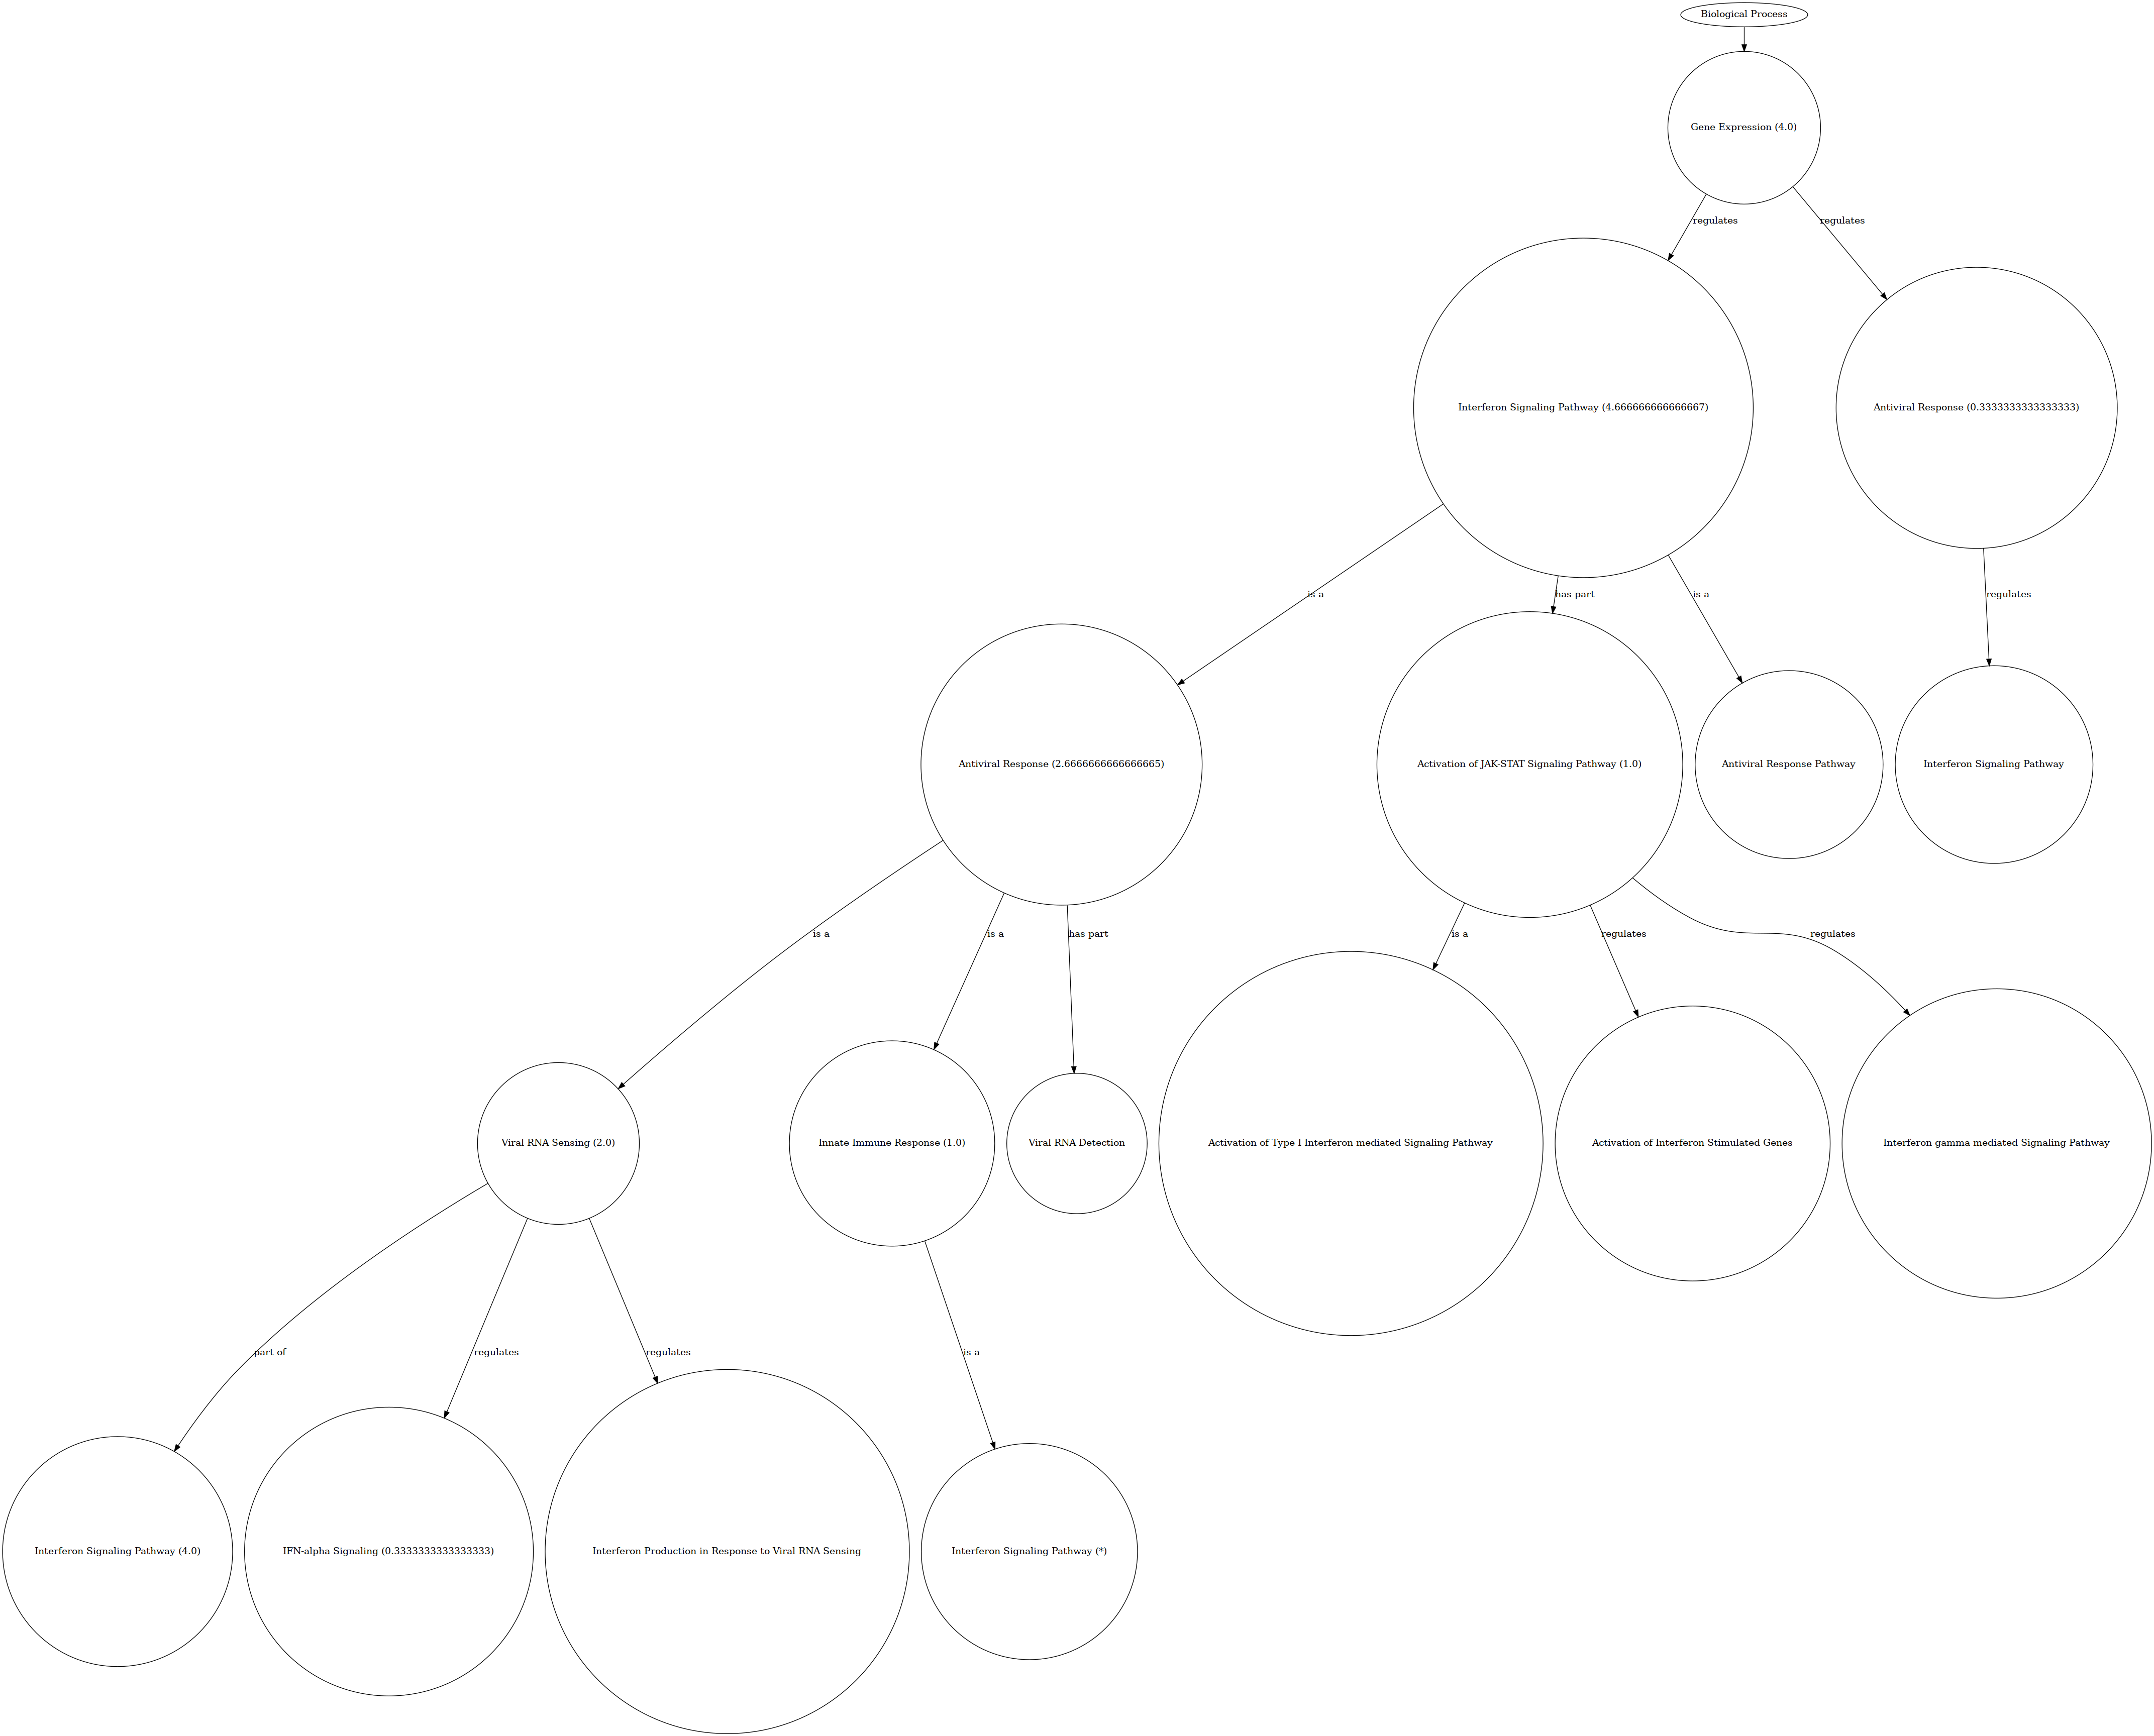 Biological Process
Gene Expression (4.0)
regulates
regulates
Interferon Signaling Pathway (4.666666666666667)
Antiviral Response (0.3333333333333333)
is a
has part
is a
regulates
Antiviral Response (2.6666666666666665)
Activation of JAK-STAT Signaling Pathway (1.0)
Antiviral Response Pathway
Interferon Signaling Pathway
is a
is a
has part
is a
regulates
regulates
Viral RNA Sensing (2.0)
Innate Immune Response (1.0)
Viral RNA Detection
Activation of Type I Interferon-mediated Signaling Pathway
Activation of Interferon-Stimulated Genes
Interferon-gamma-mediated Signaling Pathway
part of
regulates
regulates
is a
Interferon Signaling Pathway (4.0)
IFN-alpha Signaling (0.3333333333333333)
Interferon Production in Response to Viral RNA Sensing
Interferon Signaling Pathway (*)